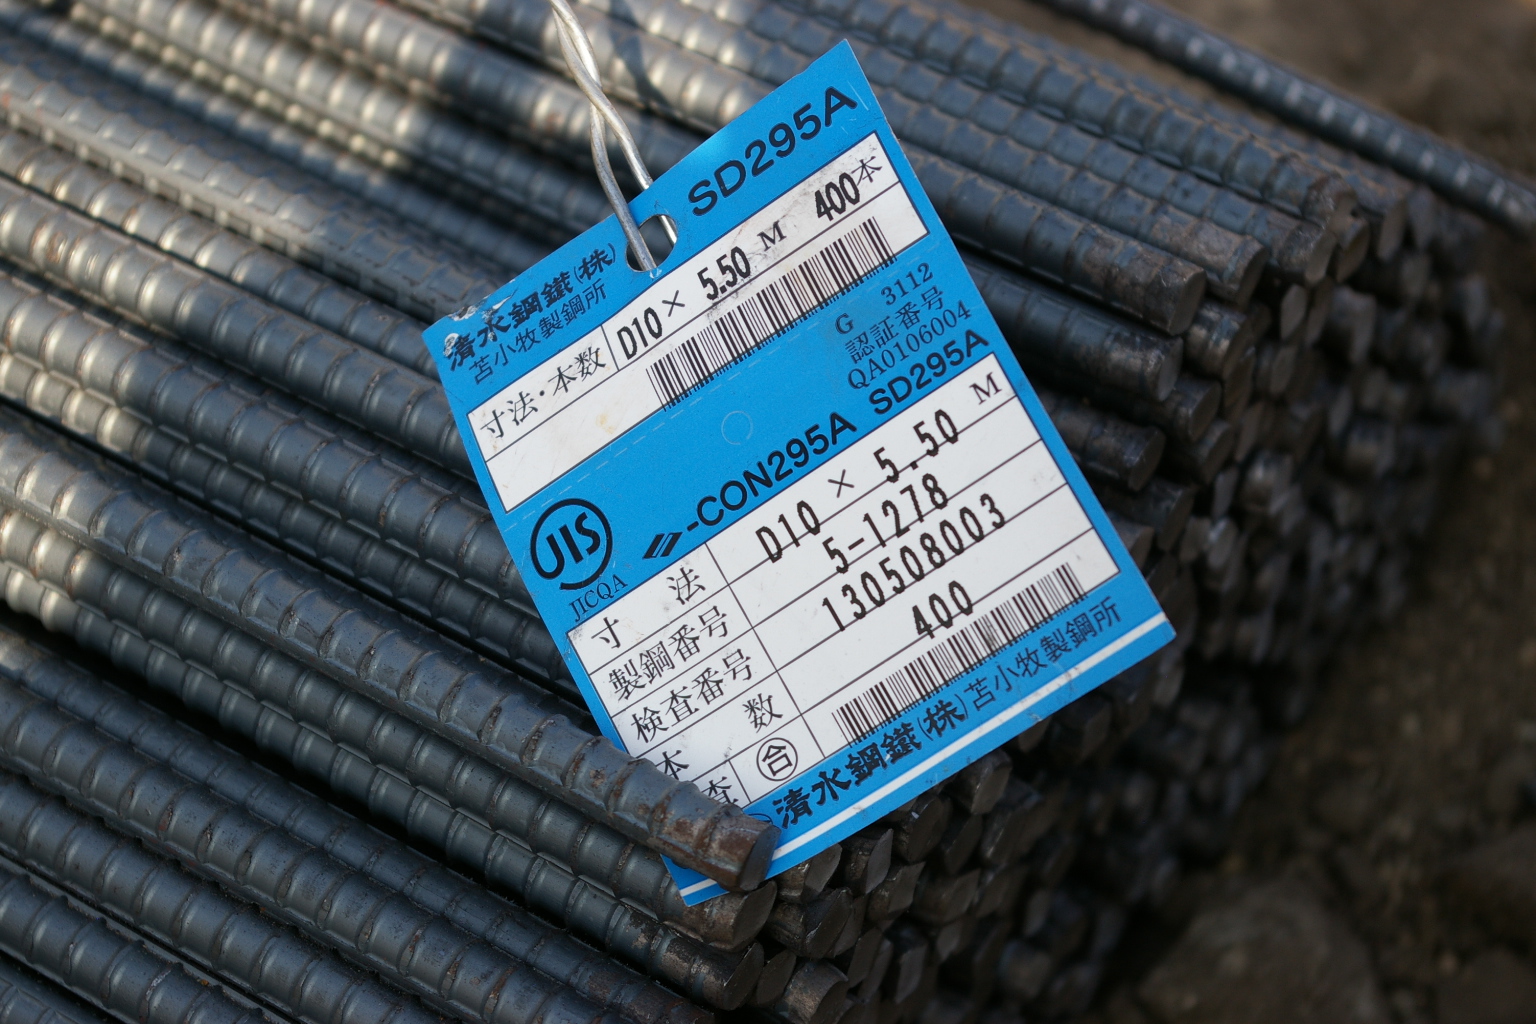 SD295A
清水鋼鐵(株)
苫小牧製鋼所
寸法・本数 D10 × 5.50 M 400本
G 3112
認証番号
QA0106004
JIS
JICQA
-CON295A SD295A
寸 法 D10 × 5.50 M
製鋼番号 5-1278
検査番号 130508003
本 数 400
査 合
清水鋼鐵(株)苫小牧製鋼所